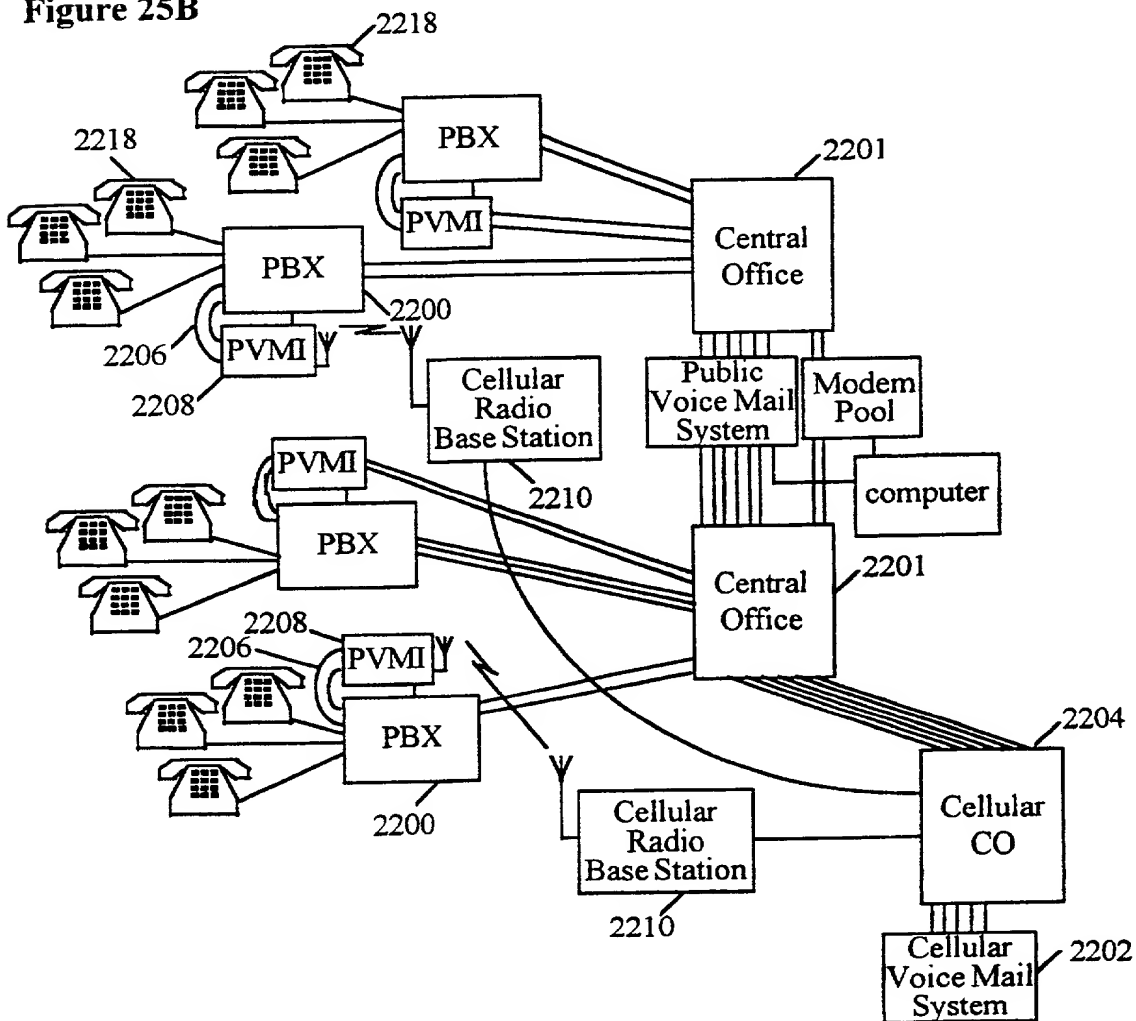 Figure 25B
2218
PBX
2218
2201
PVMI
Central
Office
PBX
2200
2206
PVMI
2208
Cellular
Radio
Base Station
Public
Voice Mail
System
Modem
Pool
PVMI
2210
computer
PBX
2201
Central
Office
2208
2206
PVMI
2204
PBX
Cellular
CO
2200
Cellular
Radio
Base Station
2210
Cellular
Voice Mail
System
2202